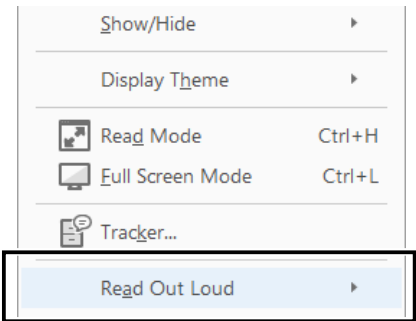 Show/Hide
Display Theme
Read Mode Ctrl+H
Full Screen Mode Ctrl+L
Tracker...
Read Out Loud